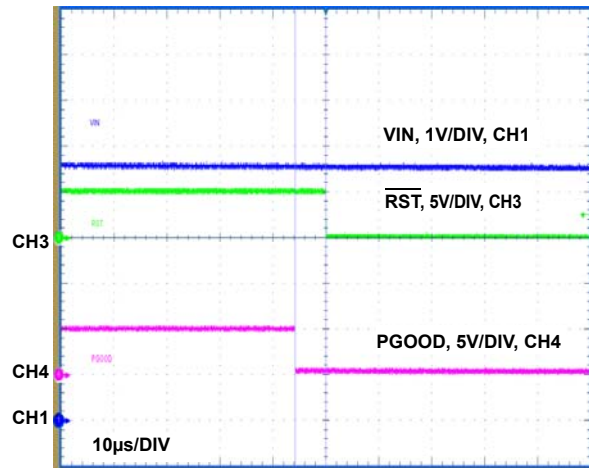 VIN
VIN, 1V/DIV, CH1
RST, 5V/DIV, CH3
RST
CH3
PGOOD, 5V/DIV, CH4
PGOOD
CH4
CH1
10µs/DIV